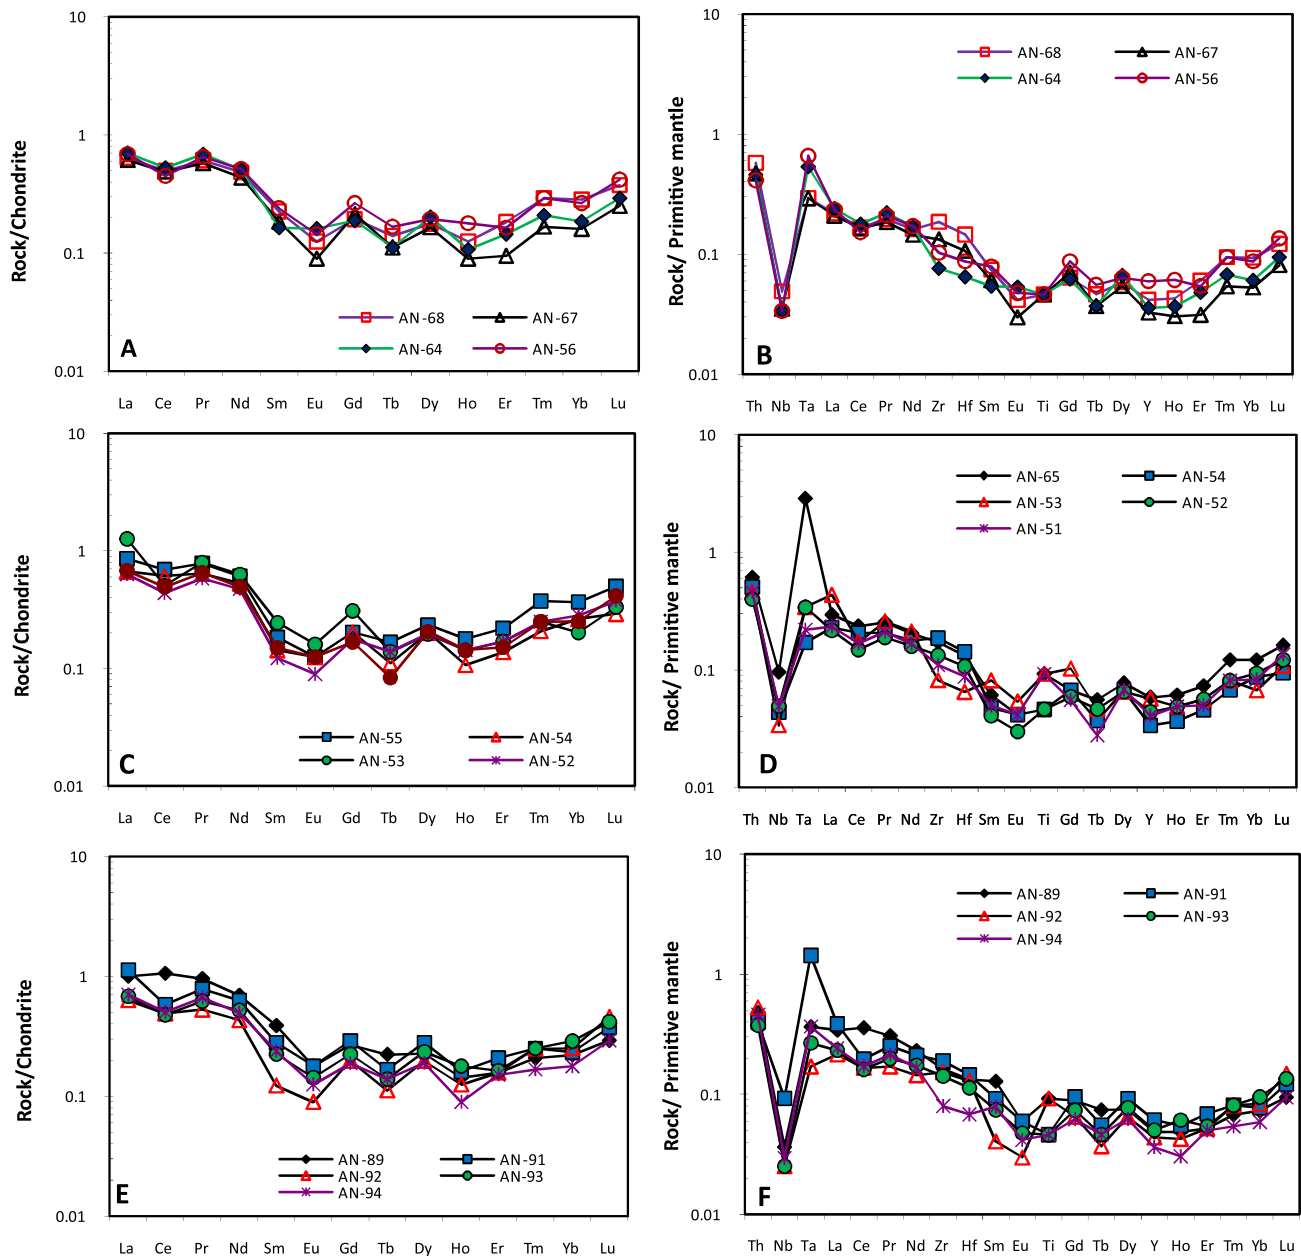 10
1
0.1
0.01
Rock/Chondrite
AN-68 AN-67
AN-64 AN-56
A
La Ce Pr Nd Sm Eu Gd Tb Dy Ho Er Tm Yb Lu
10
1
0.1
0.01
Rock/ Primitive mantle
AN-68 AN-67
AN-64 AN-56
B
Th Nb Ta La Ce Pr Nd Zr Hf Sm Eu Ti Gd Tb Dy Y Ho Er Tm Yb Lu
10
1
0.1
0.01
Rock/Chondrite
AN-55 AN-54
AN-53 AN-52
C
La Ce Pr Nd Sm Eu Gd Tb Dy Ho Er Tm Yb Lu
10
1
0.1
0.01
Rock/ Primitive mantle
AN-65 AN-54
AN-53 AN-52
AN-51
D
Th Nb Ta La Ce Pr Nd Zr Hf Sm Eu Ti Gd Tb Dy Y Ho Er Tm Yb Lu
10
1
0.1
0.01
Rock/Chondrite
AN-89 AN-91
AN-92 AN-93
AN-94
E
La Ce Pr Nd Sm Eu Gd Tb Dy Ho Er Tm Yb Lu
10
1
0.1
0.01
Rock/ Primitive mantle
AN-89 AN-91
AN-92 AN-93
AN-94
F
Th Nb Ta La Ce Pr Nd Zr Hf Sm Eu Ti Gd Tb Dy Y Ho Er Tm Yb Lu